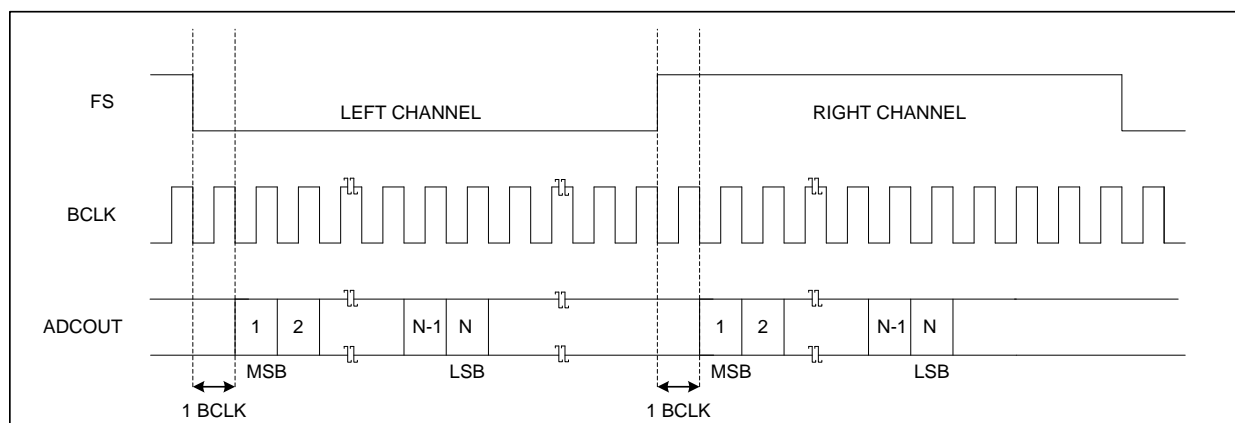 FS
LEFT CHANNEL
RIGHT CHANNEL
BCLK
ADCOUT
1 2 N-1 N 1 2 N-1 N
MSB LSB MSB LSB
1 BCLK 1 BCLK